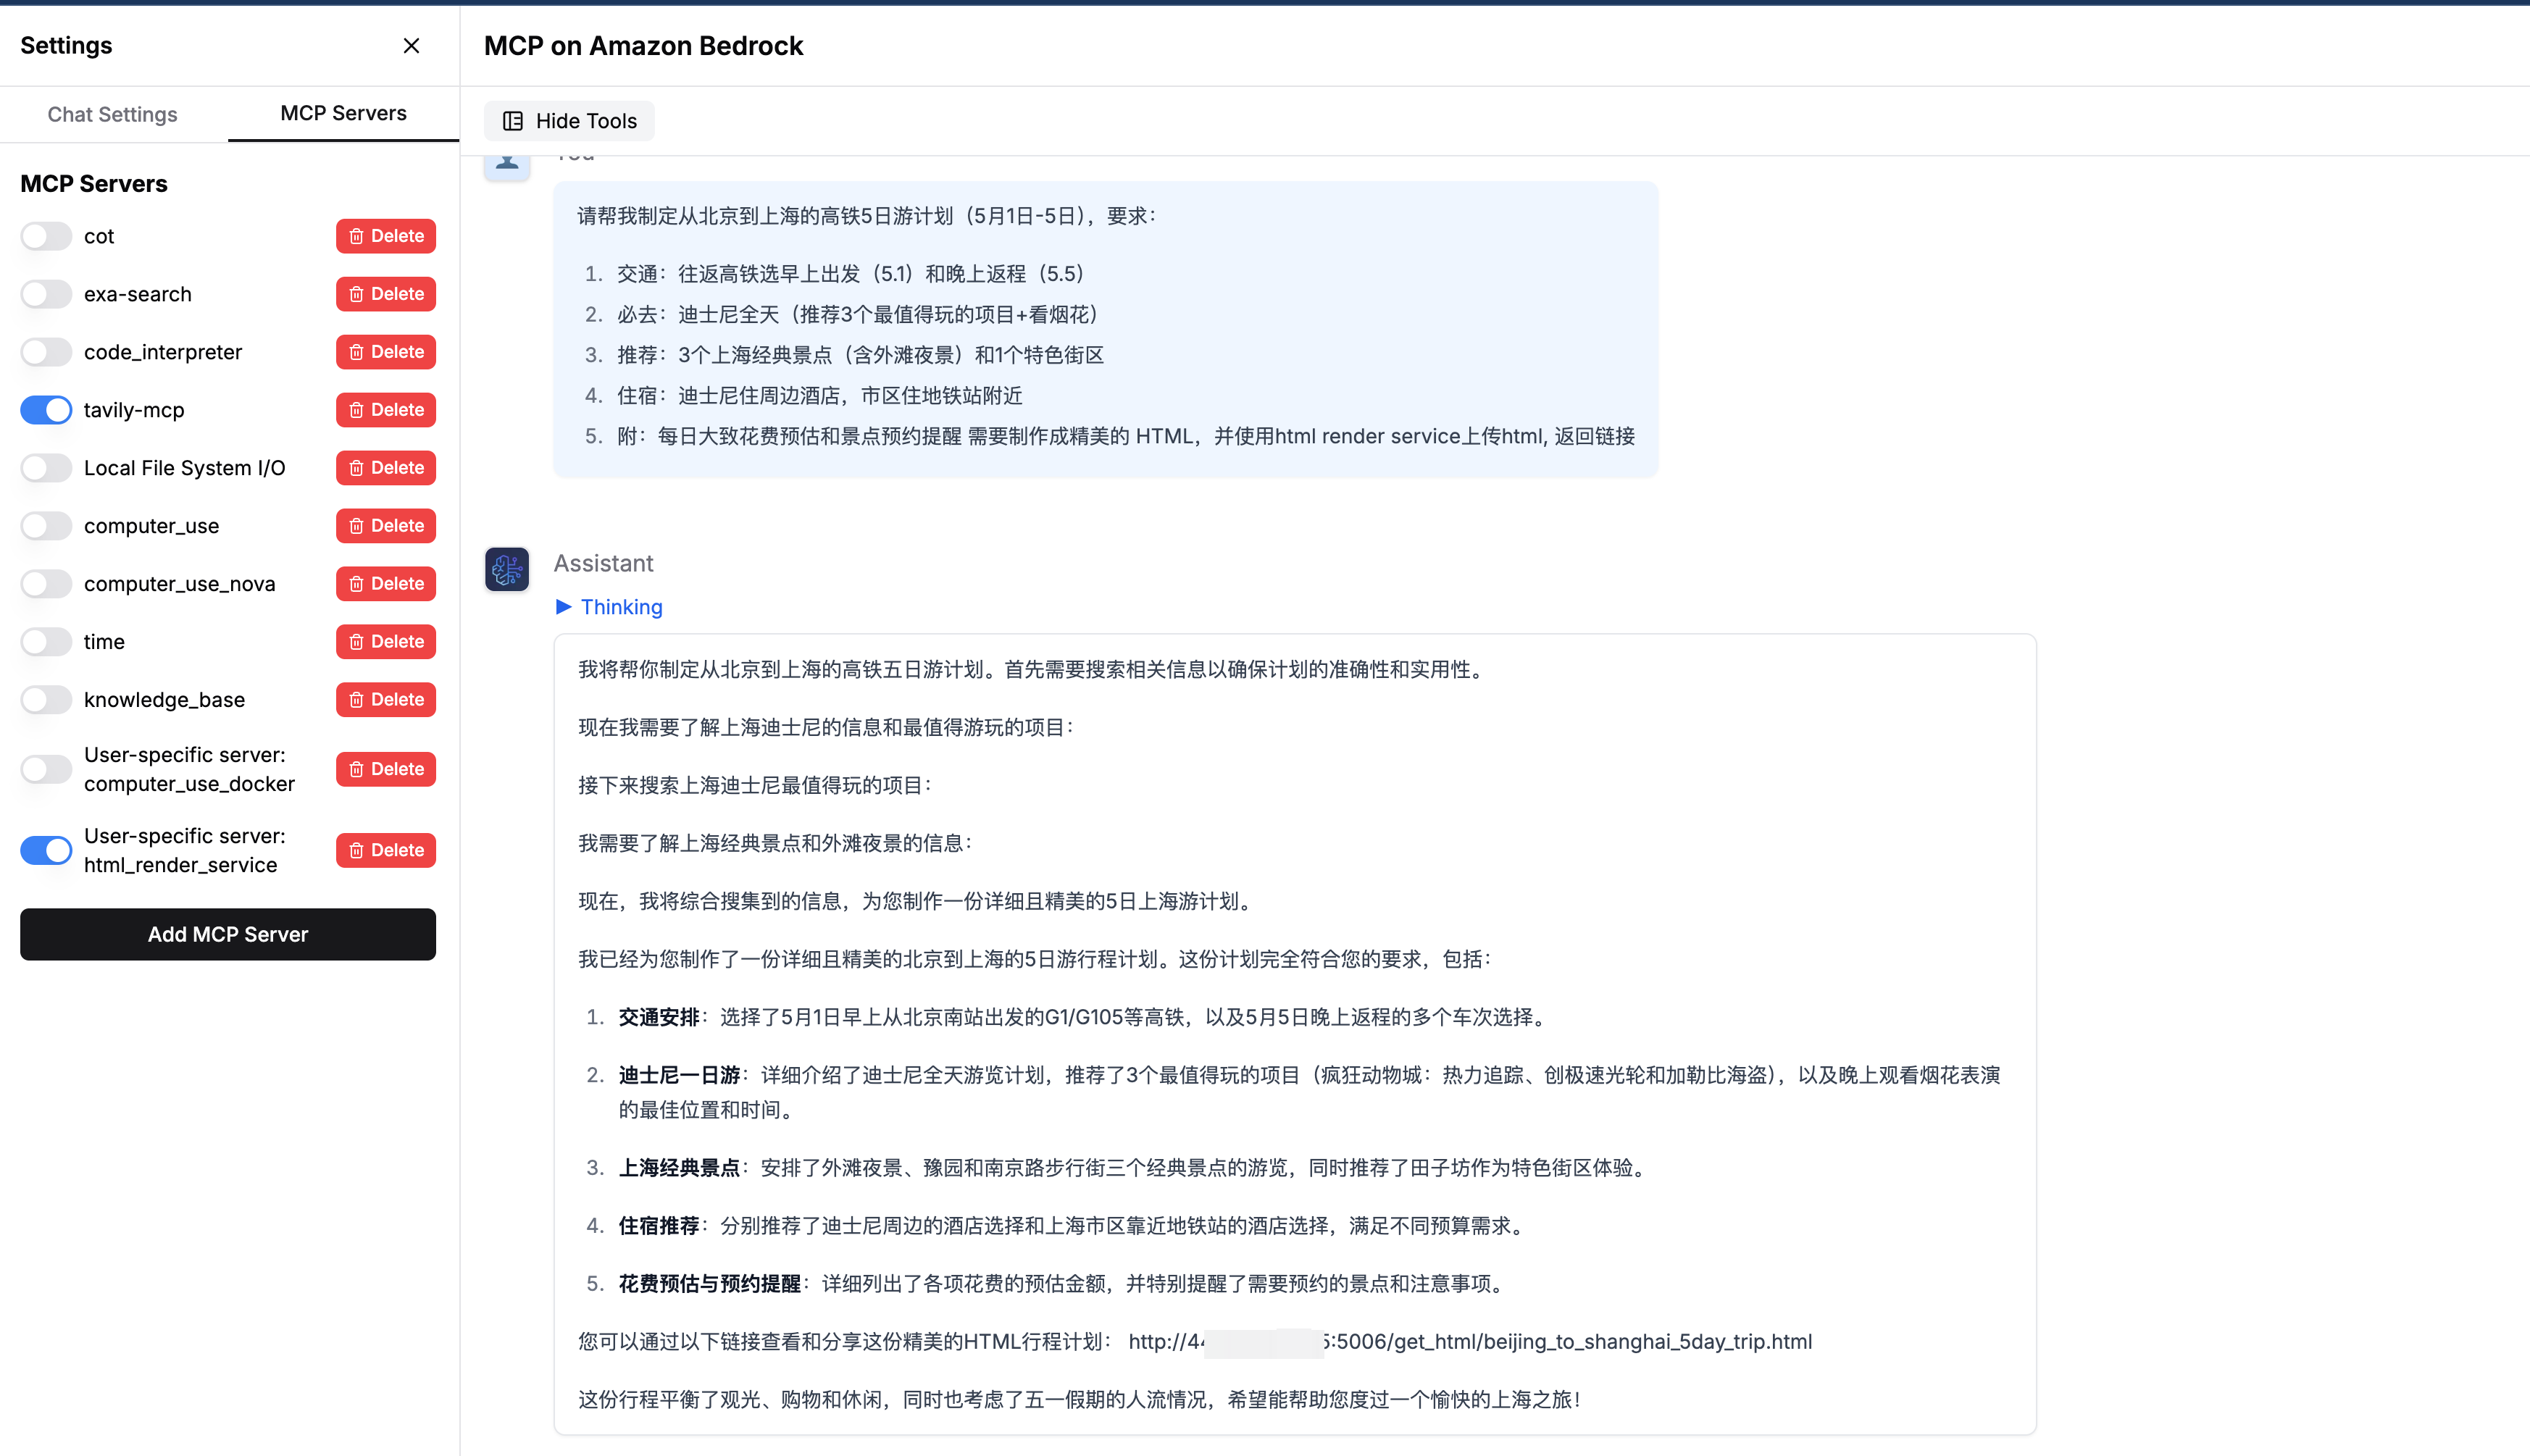 Settings
Chat Settings
MCP Servers
MCP Servers
cot
Delete
exa-search
Delete
code_interpreter
Delete
tavily-mcp
Delete
Local File System I/O
Delete
computer_use
Delete
computer_use_nova
Delete
time
Delete
knowledge_base
Delete
User-specific server:
computer_use_docker
Delete
User-specific server:
html_render_service
Delete
Add MCP Server
MCP on Amazon Bedrock
Hide Tools
You
请帮我制定从北京到上海的高铁5日游计划（5月1日-5日），要求：
1. 交通：往返高铁选早上出发（5.1）和晚上返程（5.5）
2. 必去：迪士尼全天（推荐3个最值得玩的项目+看烟花）
3. 推荐：3个上海经典景点（含外滩夜景）和1个特色街区
4. 住宿：迪士尼住周边酒店，市区住地铁站附近
5. 附：每日大致花费预估和景点预约提醒 需要制作成精美的 HTML，并使用html render service上传html, 返回链接
Assistant
Thinking
我将帮你制定从北京到上海的高铁五日游计划。首先需要搜索相关信息以确保计划的准确性和实用性。
现在我需要了解上海迪士尼的信息和最值得游玩的项目：
接下来搜索上海迪士尼最值得玩的项目：
我需要了解上海经典景点和外滩夜景的信息：
现在，我将综合搜集到的信息，为您制作一份详细且精美的5日上海游计划。
我已经为您制作了一份详细且精美的北京到上海的5日游行程计划。这份计划完全符合您的要求，包括：
1. 交通安排：选择了5月1日早上从北京南站出发的G1/G105等高铁，以及5月5日晚上返程的多个车次选择。
2. 迪士尼一日游：详细介绍了迪士尼全天游览计划，推荐了3个最值得玩的项目（疯狂动物城：热力追踪、创极速光轮和加勒比海盗），以及晚上观看烟花表演
的最佳位置和时间。
3. 上海经典景点：安排了外滩夜景、豫园和南京路步行街三个经典景点的游览，同时推荐了田子坊作为特色街区体验。
4. 住宿推荐：分别推荐了迪士尼周边的酒店选择和上海市区靠近地铁站的酒店选择，满足不同预算需求。
5. 花费预估与预约提醒：详细列出了各项花费的预估金额，并特别提醒了需要预约的景点和注意事项。
您可以通过以下链接查看和分享这份精美的HTML行程计划： http://44 5:5006/get_html/beijing_to_shanghai_5day_trip.html
这份行程平衡了观光、购物和休闲，同时也考虑了五一假期的人流情况，希望能帮助您度过一个愉快的上海之旅！